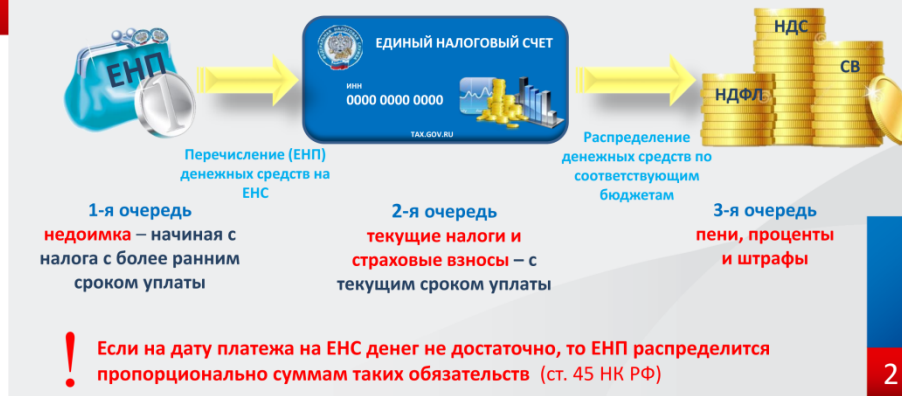 ЕНП
ЕДИНЫЙ НАЛОГОВЫЙ СЧЕТ
ИНН
0000 0000 0000
TAX.GOV.RU
НДС
СВ
НДФЛ
Перечисление (ЕНП)
денежных средств на
ЕНС
Распределение
денежных средств по
соответствующим
бюджетам
1-я очередь
недоимка – начиная с
налога с более ранним
сроком уплаты
2-я очередь
текущие налоги и
страховые взносы – с
текущим сроком уплаты
3-я очередь
пени, проценты
и штрафы
! Если на дату платежа на ЕНС денег не достаточно, то ЕНП распределится
пропорционально суммам таких обязательств (ст. 45 НК РФ)
2